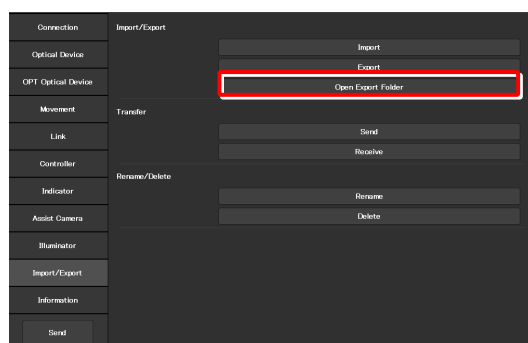 Connection
Optical Device
OPT Optical Device
Movement
Link
Controller
Indicator
Assist Camera
Illuminator
Import/Export
Information
Send
Import/Export
Import
Export
Open Export Folder
Transfer
Send
Receive
Rename/Delete
Rename
Delete